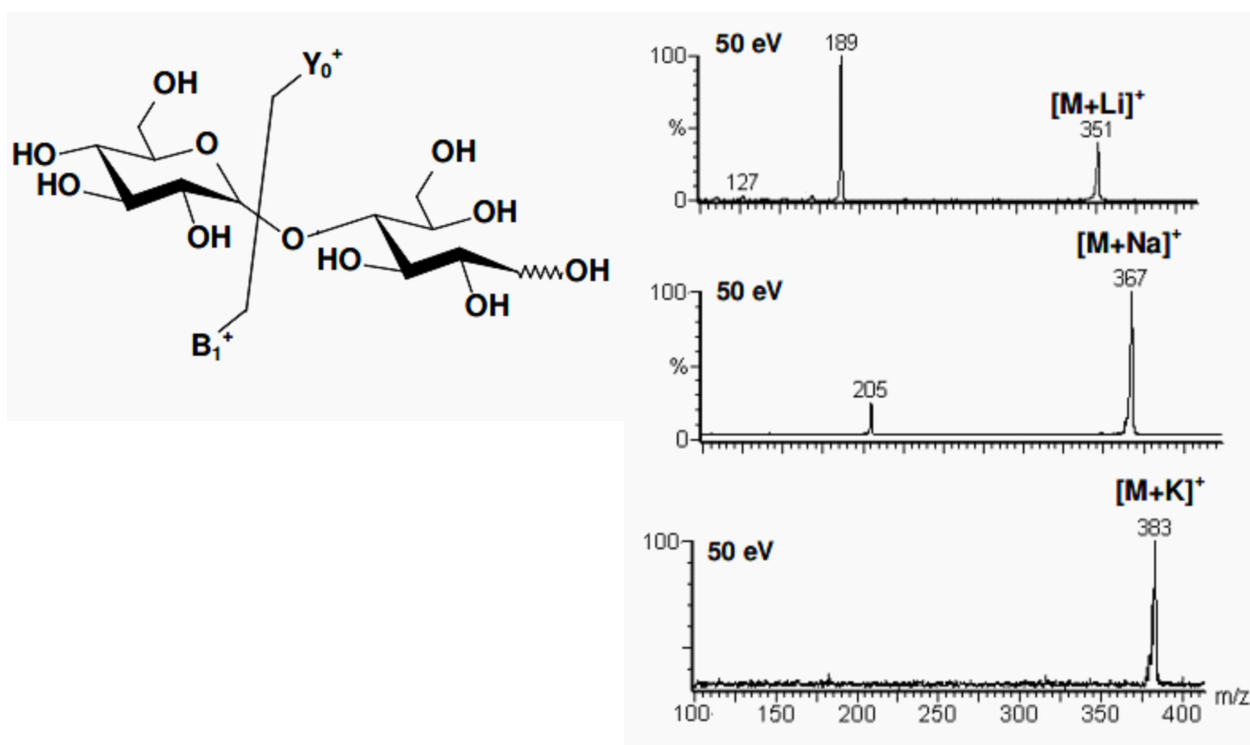 Y₀⁺
OH
HO
O
HO
OH
O
OH
OH
HO
OH
OH
B₁⁺
50 eV
189
[M+Li]⁺
351
100
%
127
0
50 eV
[M+Na]⁺
367
100
%
205
0
50 eV
[M+K]⁺
383
100
100 150 200 250 300 350 400 m/z